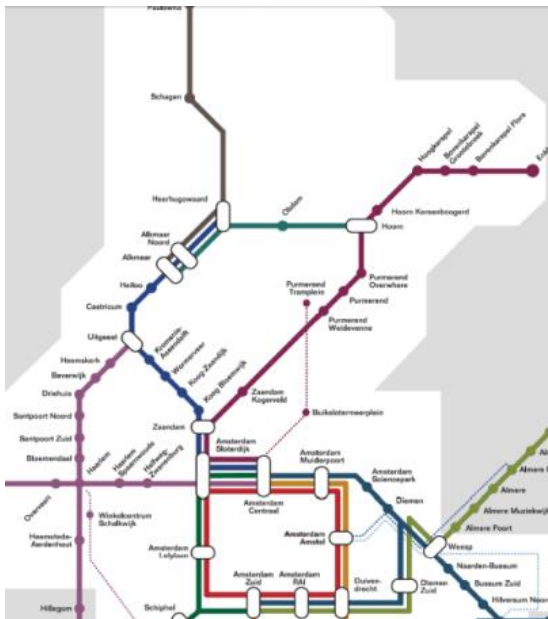 Schagen
Hoogkarspel
Bovenkarspel
Grootebroek
Bovenkarspel Flora
Heerhugowaard
Obdam
Hoorn Kersenboogerd
Hoorn
Alkmaar
Noord
Alkmaar
Heiloo
Castricum
Purmerend
Tramplein
Purmerend
Overwhere
Purmerend
Purmerend
Weidevenne
Uitgeest
Krommenie-
Assendelft
Wormerveer
Koog Zaandijk
Koog Bloemwijk
Heemskerk
Beverwijk
Driehuis
Santpoort Noord
Santpoort Zuid
Bloemendaal
Zaandam
Kogerveld
Zaandam
Buikslotermeerplein
Haarlem
Haarlem
Spaarnwoude
Halfweg-
Zwanenburg
Amsterdam
Sloterdijk
Amsterdam
Muiderpoort
Amsterdam
Sciencepark
Diemen
Almere
Almere Muziekwijk
Almere Poort
Overveen
Winkelcentrum
Schalkwijk
Amsterdam
Centraal
Heemstede-
Aerdenhout
Amsterdam
Lelylaan
Amsterdam
Amstel
Weesp
Naarden-Bussum
Bussum Zuid
Hilversum Noord
Amsterdam
Zuid
Amsterdam
RAI
Duiven-
drecht
Diemen
Zuid
Hillegom
Schiphol